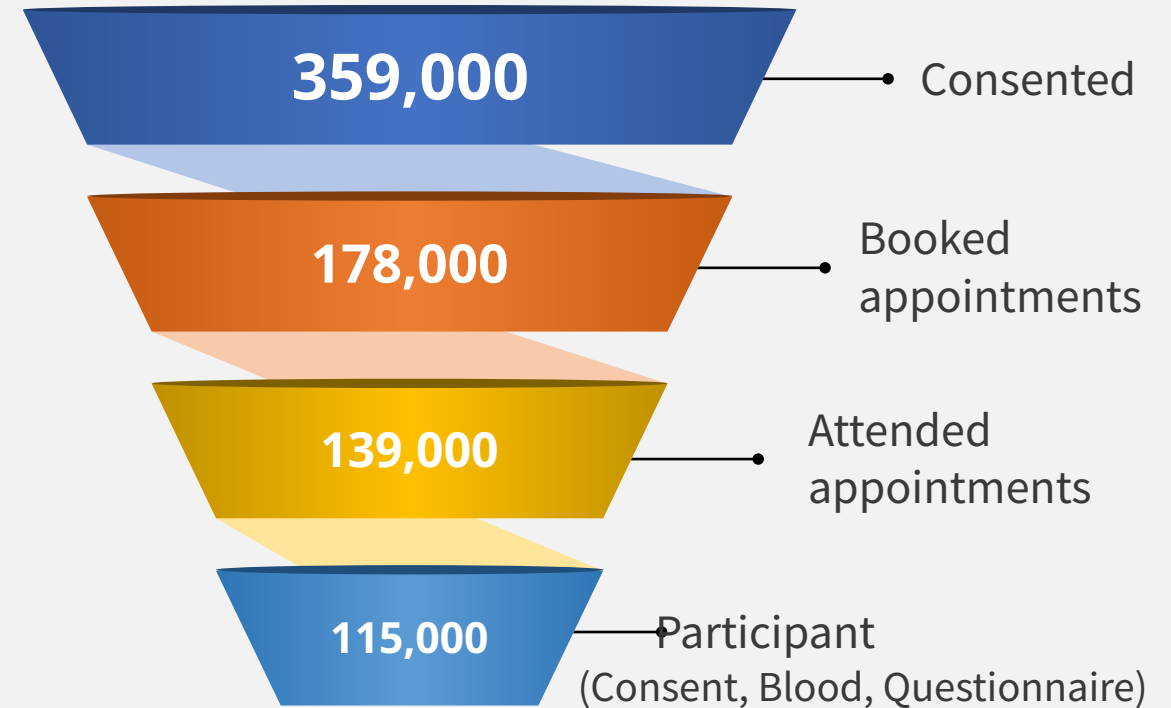 359,000
Consented
178,000
Booked
appointments
139,000
Attended
appointments
115,000
Participant
(Consent, Blood, Questionnaire)